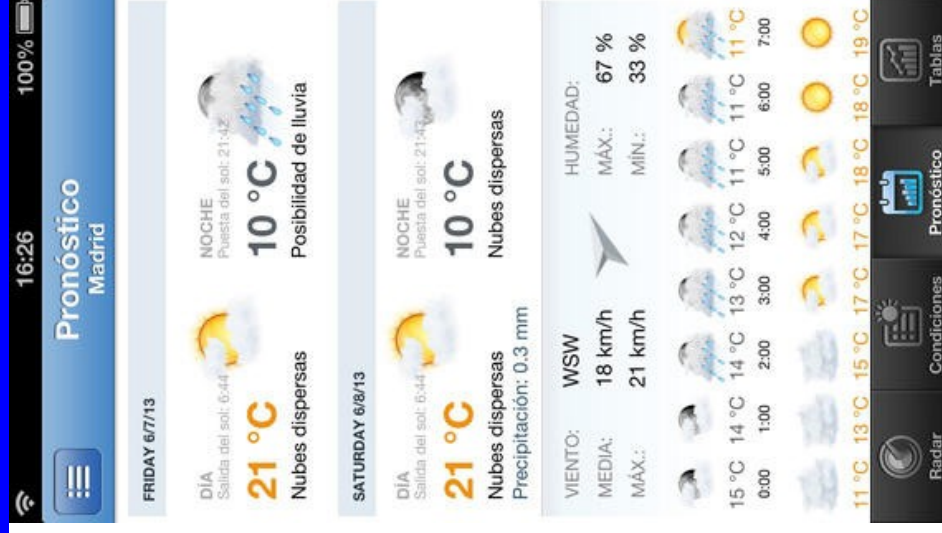 16:26 100%
Pronóstico
Madrid
FRIDAY 6/7/13
DÍA
Salida del sol: 6:44
21 °C
Nubes dispersas
NOCHE
Puesta del sol: 21:42
10 °C
Posibilidad de lluvia
SATURDAY 6/8/13
DÍA
Salida del sol: 6:44
21 °C
Nubes dispersas
Precipitación: 0.3 mm
NOCHE
Puesta del sol: 21:42
10 °C
Nubes dispersas
VIENTO: WSW HUMEDAD:
MEDIA: 18 km/h MÁX.: 67 %
MÁX.: 21 km/h MÍN.: 33 %
15 °C 14 °C 14 °C 13 °C 12 °C 11 °C 11 °C 11 °C
0:00 1:00 2:00 3:00 4:00 5:00 6:00 7:00
11 °C 13 °C 15 °C 17 °C 17 °C 18 °C 18 °C 19 °C
Radar Condiciones Pronóstico Tablas